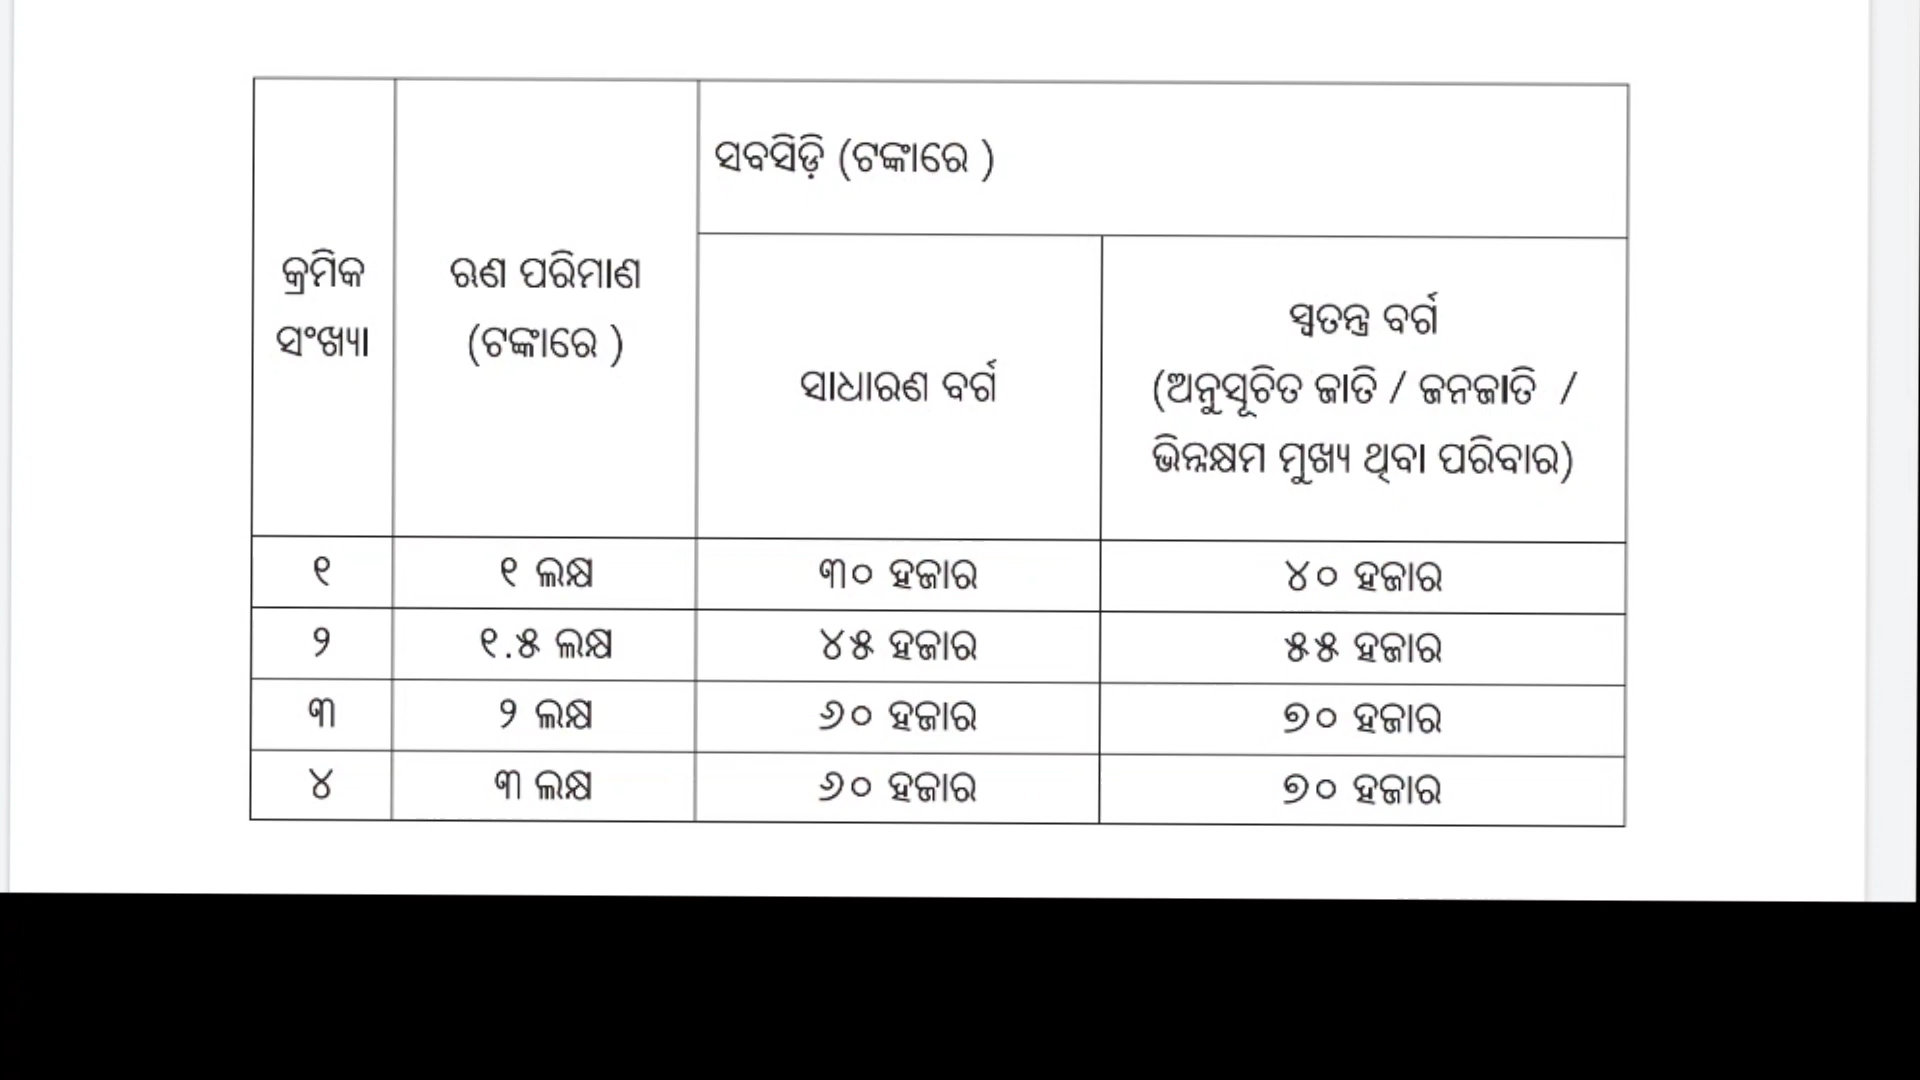 ସବସିଡ଼ି (ଟଙ୍କାରେ )
କ୍ରମିକ
ସଂଖ୍ୟା
ଋଣ ପରିମାଣ
(ଟଙ୍କାରେ )
ସାଧାରଣ ବର୍ଗ
ସ୍ୱତନ୍ତ୍ର ବର୍ଗ
(ଅନୁସୂଚିତ ଜାତି / ଜନଜାତି /
ଭିନ୍ନକ୍ଷମ ମୁଖ୍ୟ ଥିବା ପରିବାର)
୧ ୧ ଲକ୍ଷ ୩୦ ହଜାର ୪୦ ହଜାର
୨ ୧.୫ ଲକ୍ଷ ୪୫ ହଜାର ୫୫ ହଜାର
୩ ୨ ଲକ୍ଷ ୬୦ ହଜାର ୭୦ ହଜାର
୪ ୩ ଲକ୍ଷ ୬୦ ହଜାର ୭୦ ହଜାର